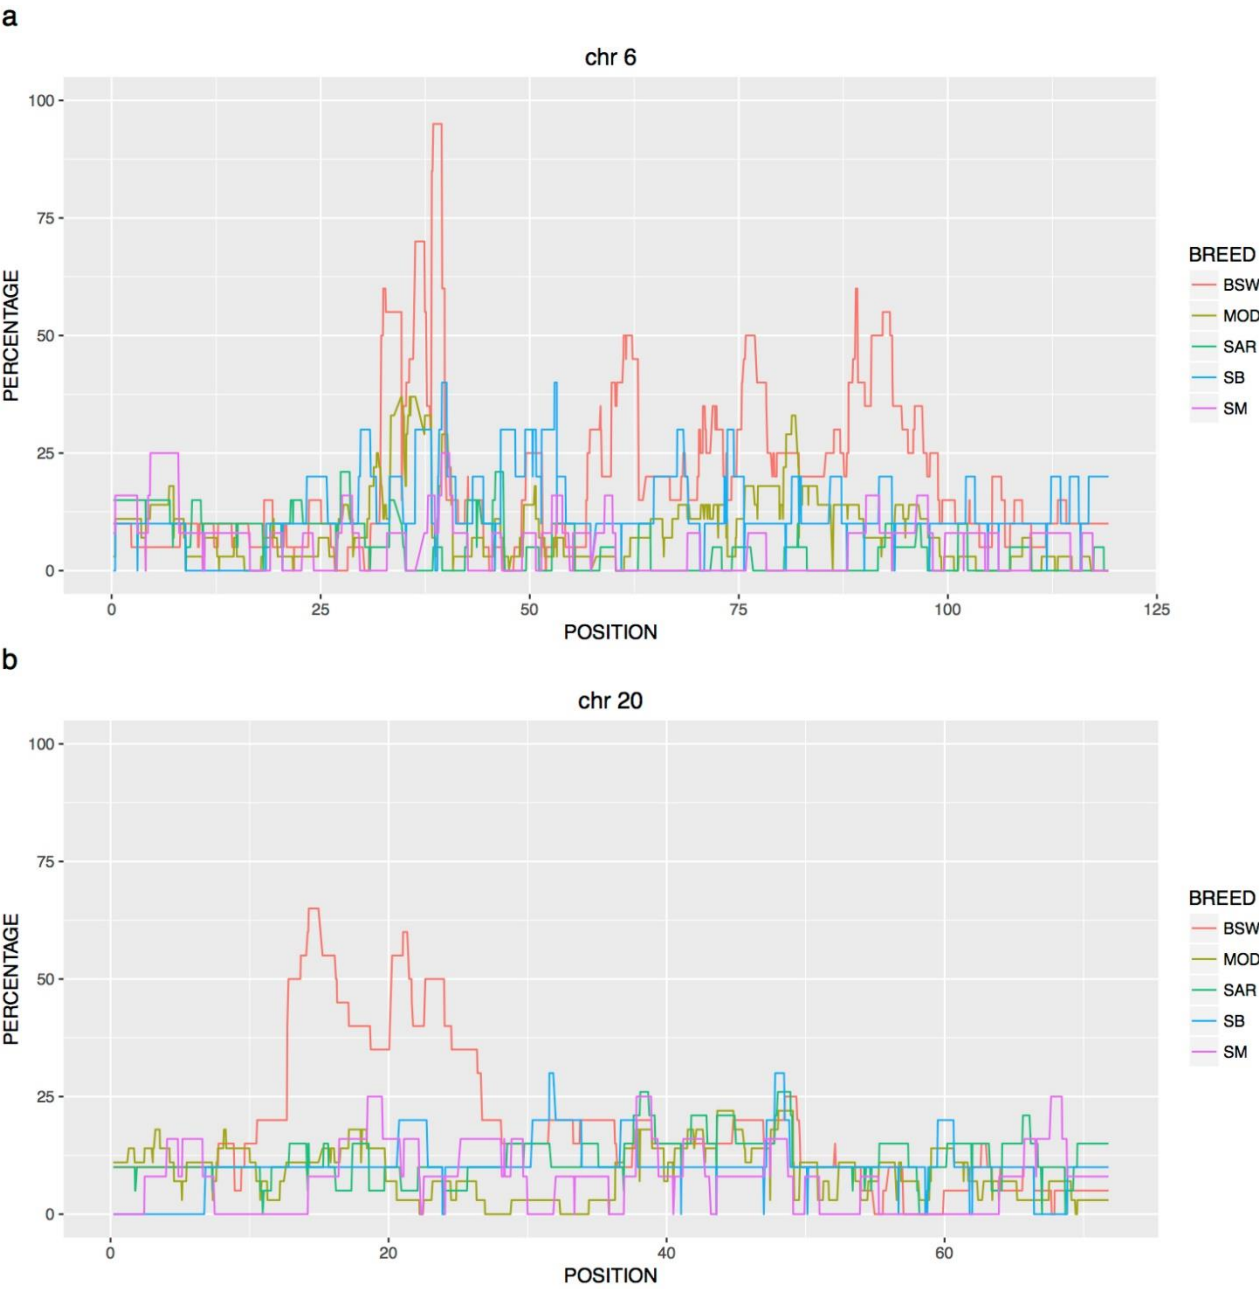 a
chr 6
100
75
50
25
0
PERCENTAGE
0 25 50 75 100 125
POSITION
BREED
BSW
MOD
SAR
SB
SM
b
chr 20
100
75
50
25
0
PERCENTAGE
0 20 40 60
POSITION
BREED
BSW
MOD
SAR
SB
SM